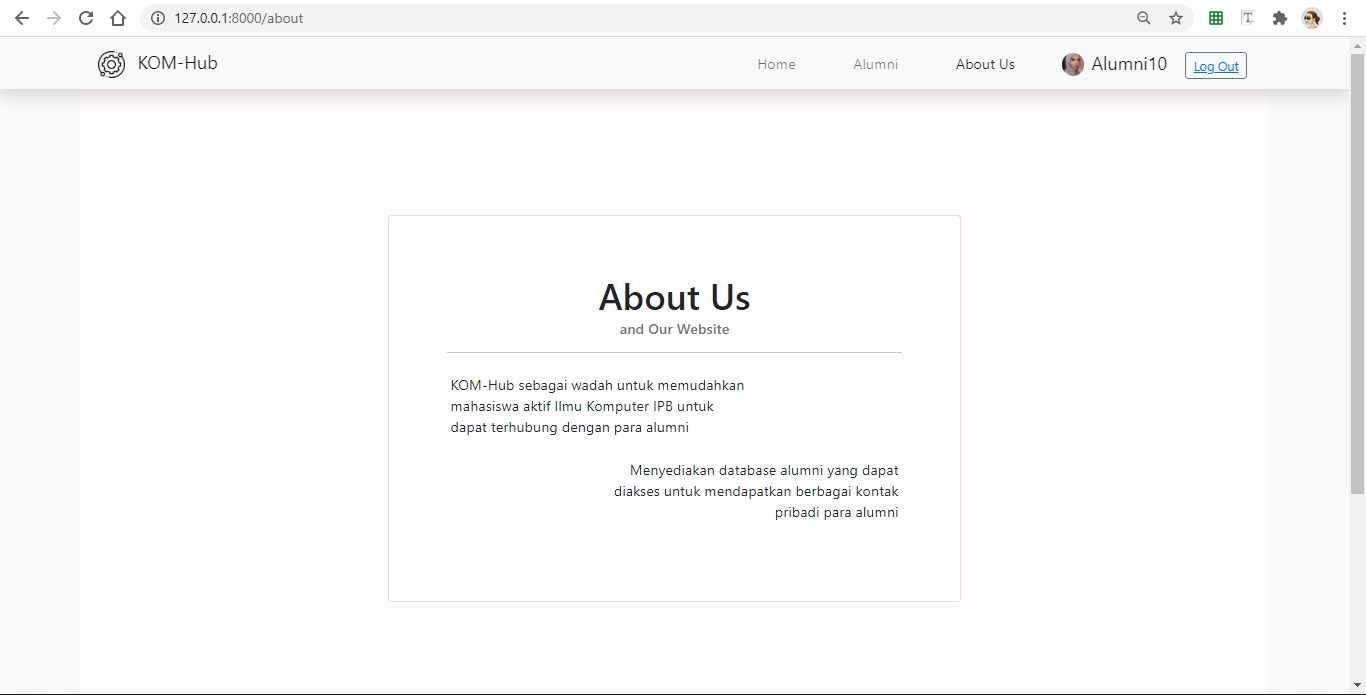 127.0.0.1:8000/about
KOM-Hub
Home
Alumni
About Us
Alumni10
Log Out
About Us
and Our Website
KOM-Hub sebagai wadah untuk memudahkan
mahasiswa aktif Ilmu Komputer IPB untuk
dapat terhubung dengan para alumni
Menyediakan database alumni yang dapat
diakses untuk mendapatkan berbagai kontak
pribadi para alumni